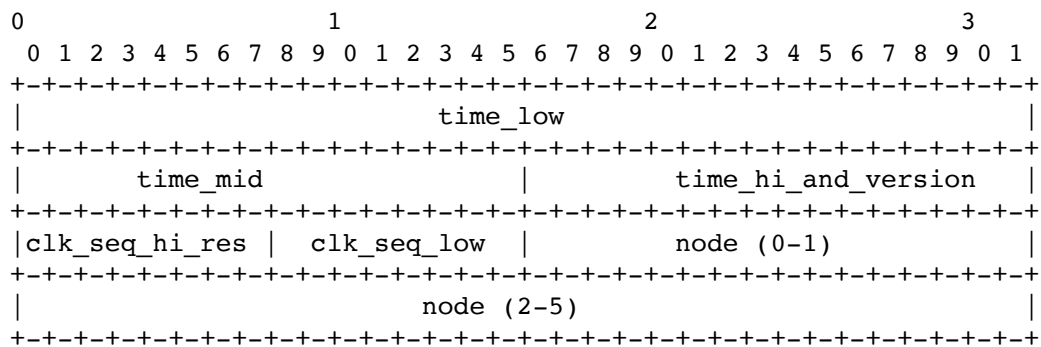 0                   1                   2                   3
 0 1 2 3 4 5 6 7 8 9 0 1 2 3 4 5 6 7 8 9 0 1 2 3 4 5 6 7 8 9 0 1
+-+-+-+-+-+-+-+-+-+-+-+-+-+-+-+-+-+-+-+-+-+-+-+-+-+-+-+-+-+-+-+-+
|                          time_low                             |
+-+-+-+-+-+-+-+-+-+-+-+-+-+-+-+-+-+-+-+-+-+-+-+-+-+-+-+-+-+-+-+-+
|       time_mid                |         time_hi_and_version   |
+-+-+-+-+-+-+-+-+-+-+-+-+-+-+-+-+-+-+-+-+-+-+-+-+-+-+-+-+-+-+-+-+
|clk_seq_hi_res |  clk_seq_low  |         node (0-1)            |
+-+-+-+-+-+-+-+-+-+-+-+-+-+-+-+-+-+-+-+-+-+-+-+-+-+-+-+-+-+-+-+-+
|                         node (2-5)                            |
+-+-+-+-+-+-+-+-+-+-+-+-+-+-+-+-+-+-+-+-+-+-+-+-+-+-+-+-+-+-+-+-+